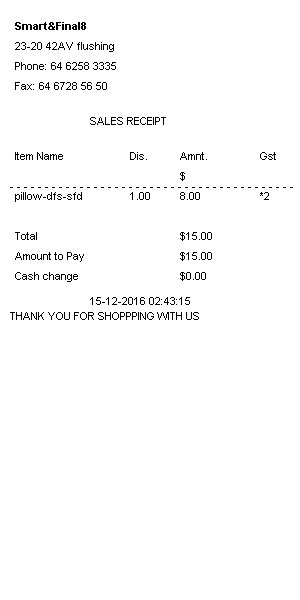 Smart&Final8
23-20 42AV flushing
Phone: 64 6258 3335
Fax: 64 6728 56 50
SALES RECEIPT
Item Name Dis. Amnt. Gst
$
pillow-dfs-sfd 1.00 8.00 *2
Total $15.00
Amount to Pay $15.00
Cash change $0.00
15-12-2016 02:43:15
THANK YOU FOR SHOPPPING WITH US